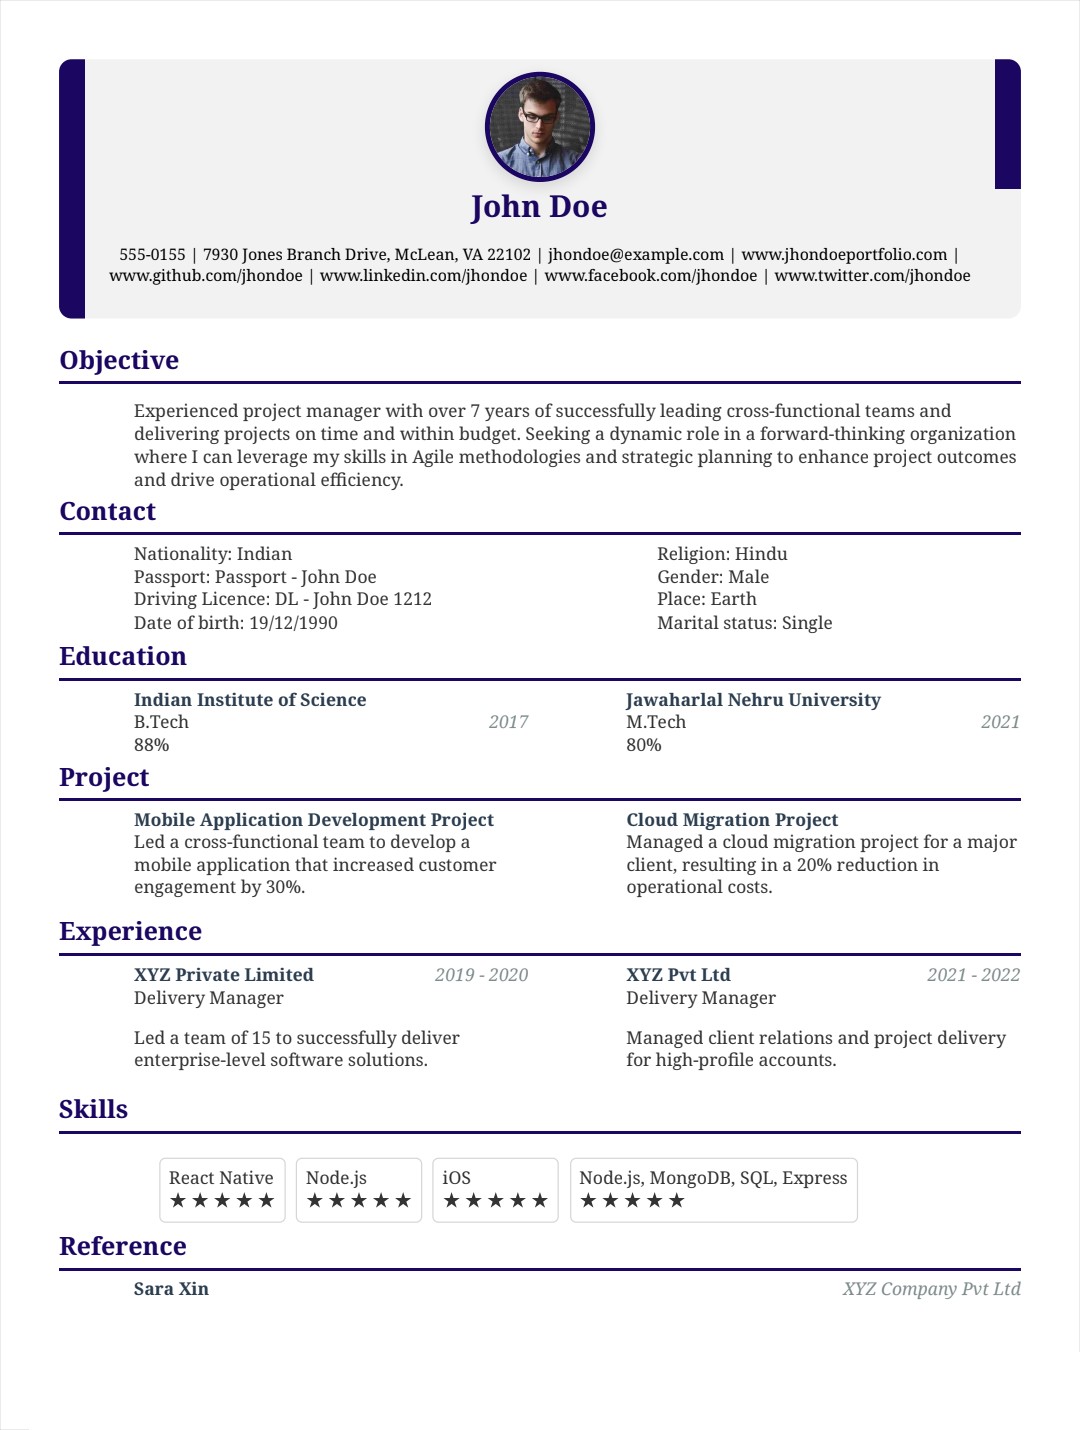 John Doe
555-0155 | 7930 Jones Branch Drive, McLean, VA 22102 | jhondoe@example.com | www.jhondoeportfolio.com |
www.github.com/jhondoe | www.linkedin.com/jhondoe | www.facebook.com/jhondoe | www.twitter.com/jhondoe
Objective
Experienced project manager with over 7 years of successfully leading cross-functional teams and
delivering projects on time and within budget. Seeking a dynamic role in a forward-thinking organization
where I can leverage my skills in Agile methodologies and strategic planning to enhance project outcomes
and drive operational efficiency.
Contact
Nationality: Indian
Passport: Passport - John Doe
Driving Licence: DL - John Doe 1212
Date of birth: 19/12/1990
Religion: Hindu
Gender: Male
Place: Earth
Marital status: Single
Education
Indian Institute of Science
B.Tech 2017
88%
Jawaharlal Nehru University
M.Tech 2021
80%
Project
Mobile Application Development Project
Led a cross-functional team to develop a
mobile application that increased customer
engagement by 30%.
Cloud Migration Project
Managed a cloud migration project for a major
client, resulting in a 20% reduction in
operational costs.
Experience
XYZ Private Limited 2019 - 2020
Delivery Manager
Led a team of 15 to successfully deliver
enterprise-level software solutions.
XYZ Pvt Ltd 2021 - 2022
Delivery Manager
Managed client relations and project delivery
for high-profile accounts.
Skills
React Native
★★★★★
Node.js
★★★★★
iOS
★★★★★
Node.js, MongoDB, SQL, Express
★★★★★
Reference
Sara Xin XYZ Company Pvt Ltd